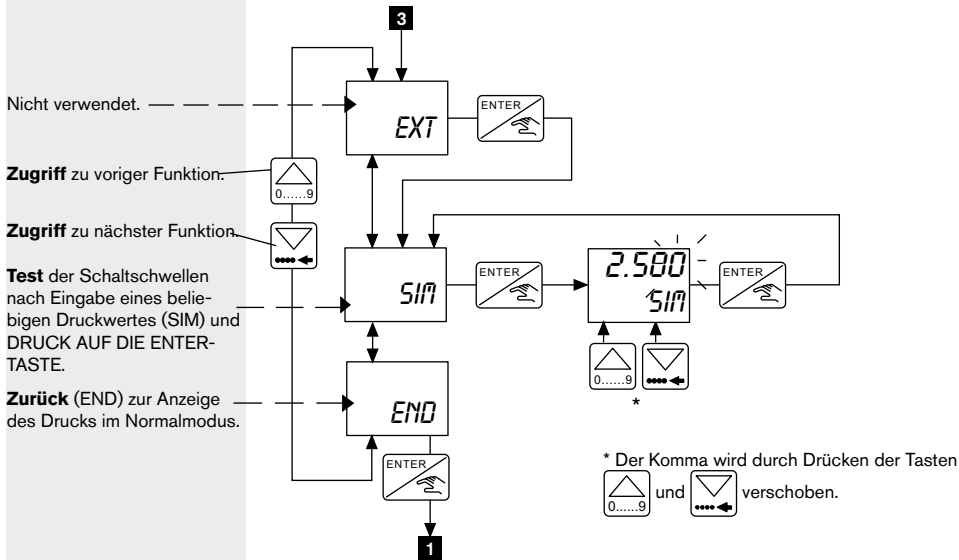 3
Nicht verwendet.
EXT
ENTER
Zugriff zu voriger Funktion.
0......9
Zugriff zu nächster Funktion.
Test der Schaltschwellen
nach Eingabe eines belie-
bigen Druckwertes (SIM) und
DRUCK AUF DIE ENTER-
TASTE.
SIM
ENTER
2.580
SIM
ENTER
0......9
*
Zurück (END) zur Anzeige
des Drucks im Normalmodus.
END
ENTER
1
* Der Komma wird durch Drücken der Tasten
0......9 und verschoben.